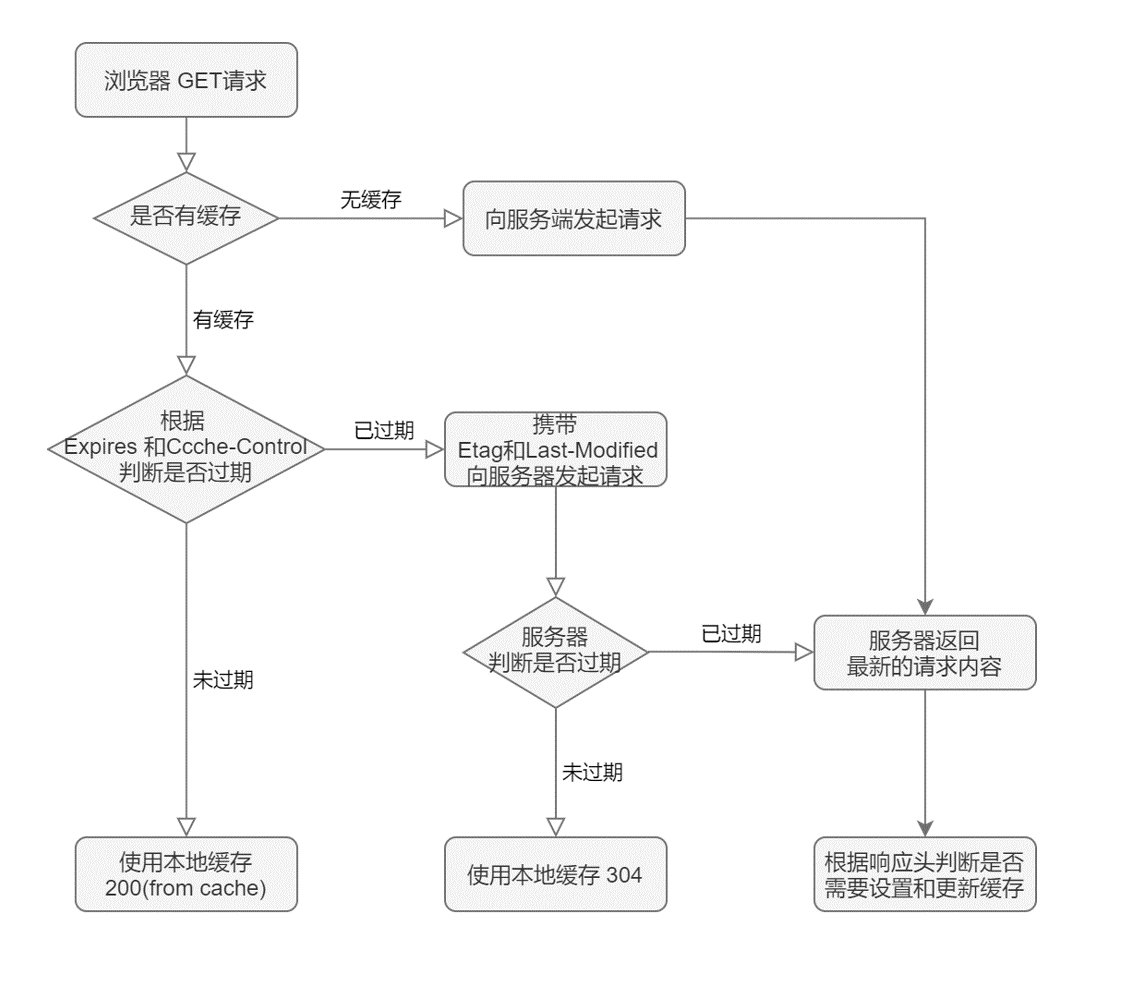 浏览器 GET请求
是否有缓存
无缓存
向服务端发起请求
有缓存
根据
Expires 和Ccche-Control
判断是否过期
已过期
携带
Etag和Last-Modified
向服务器发起请求
服务器
判断是否过期
已过期
服务器返回
最新的请求内容
未过期
未过期
使用本地缓存
200(from cache)
使用本地缓存 304
根据响应头判断是否
需要设置和更新缓存